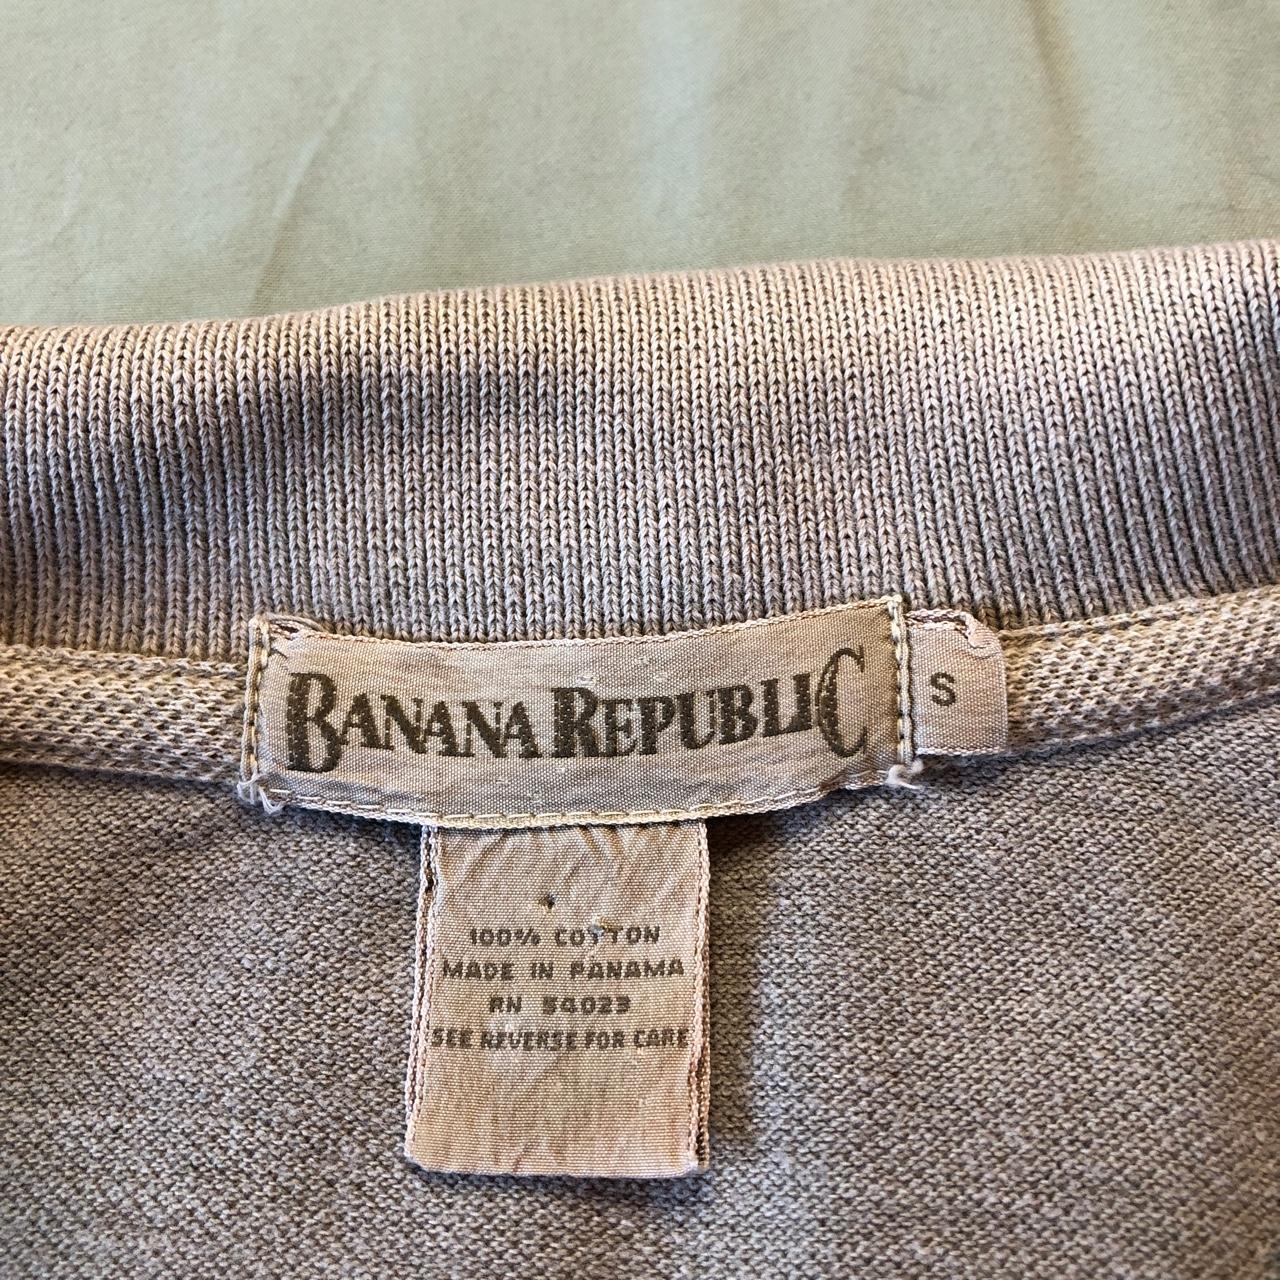 BANANA REPUBLIC
S
100% COTTON
MADE IN PANAMA
RN 54023
SEE REVERSE FOR CARE